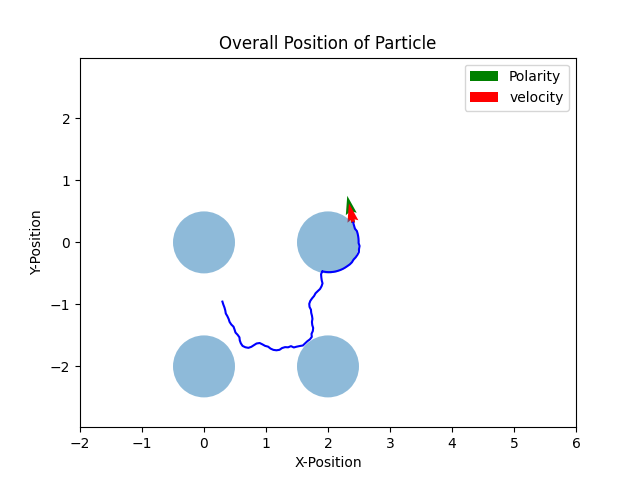 Overall Position of Particle
Polarity
velocity
2
1
0
−1
−2
Y-Position
−2 −1 0 1 2 3 4 5 6
X-Position